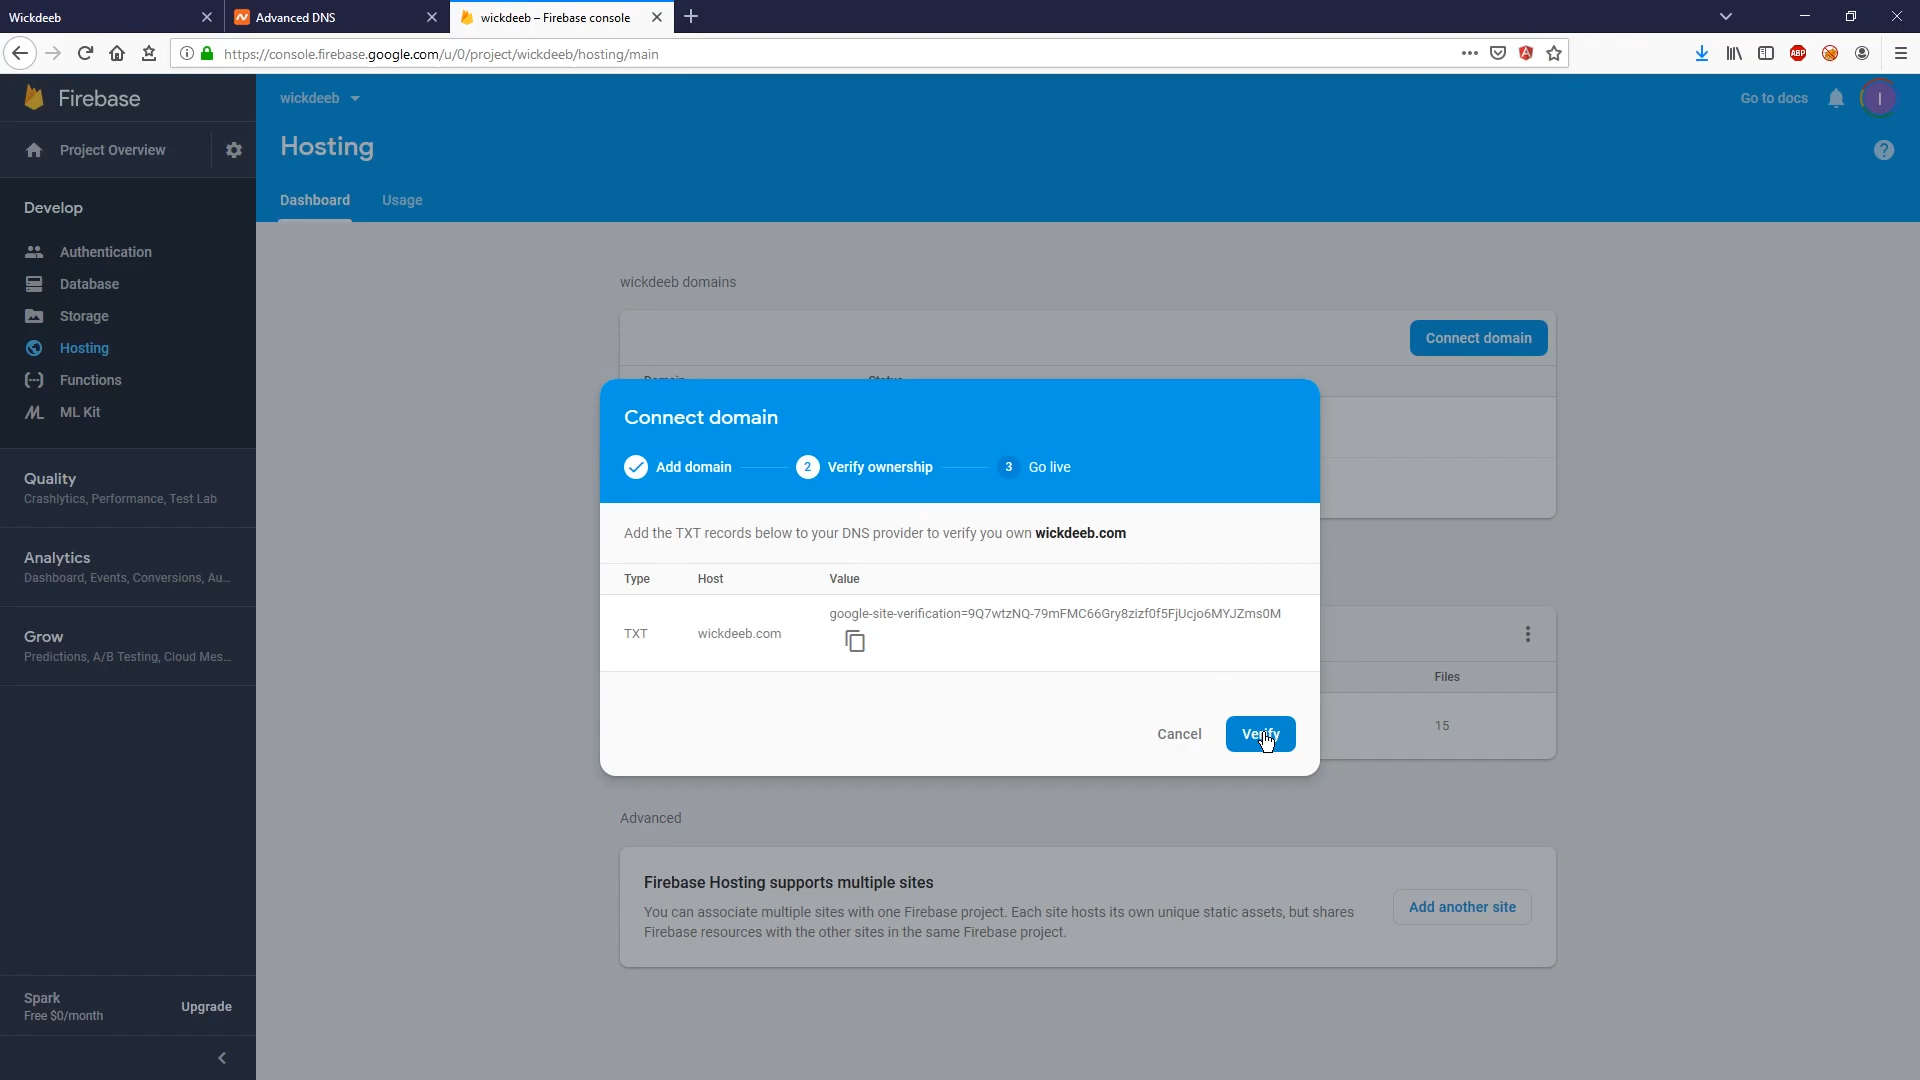 Wickdeeb
Advanced DNS
wickdeeb – Firebase console
https://console.firebase.google.com/u/0/project/wickdeeb/hosting/main
ABP
Firebase
wickdeeb
Go to docs
I
Project Overview
Hosting
Dashboard
Usage
Develop
Authentication
Database
Storage
Hosting
Functions
ML Kit
Quality
Crashlytics, Performance, Test Lab
Analytics
Dashboard, Events, Conversions, Au...
Grow
Predictions, A/B Testing, Cloud Mes...
Spark
Free $0/month
Upgrade
wickdeeb domains
Connect domain
Domain
Status
Connect domain
Add domain
2
Verify ownership
3
Go live
Add the TXT records below to your DNS provider to verify you own wickdeeb.com
Type
Host
Value
TXT
wickdeeb.com
google-site-verification=9Q7wtzNQ-79mFMC66Gry8zizf0f5FjUcjo6MYJZms0M
Cancel
Verify
Files
15
Advanced
Firebase Hosting supports multiple sites
You can associate multiple sites with one Firebase project. Each site hosts its own unique static assets, but shares
Firebase resources with the other sites in the same Firebase project.
Add another site